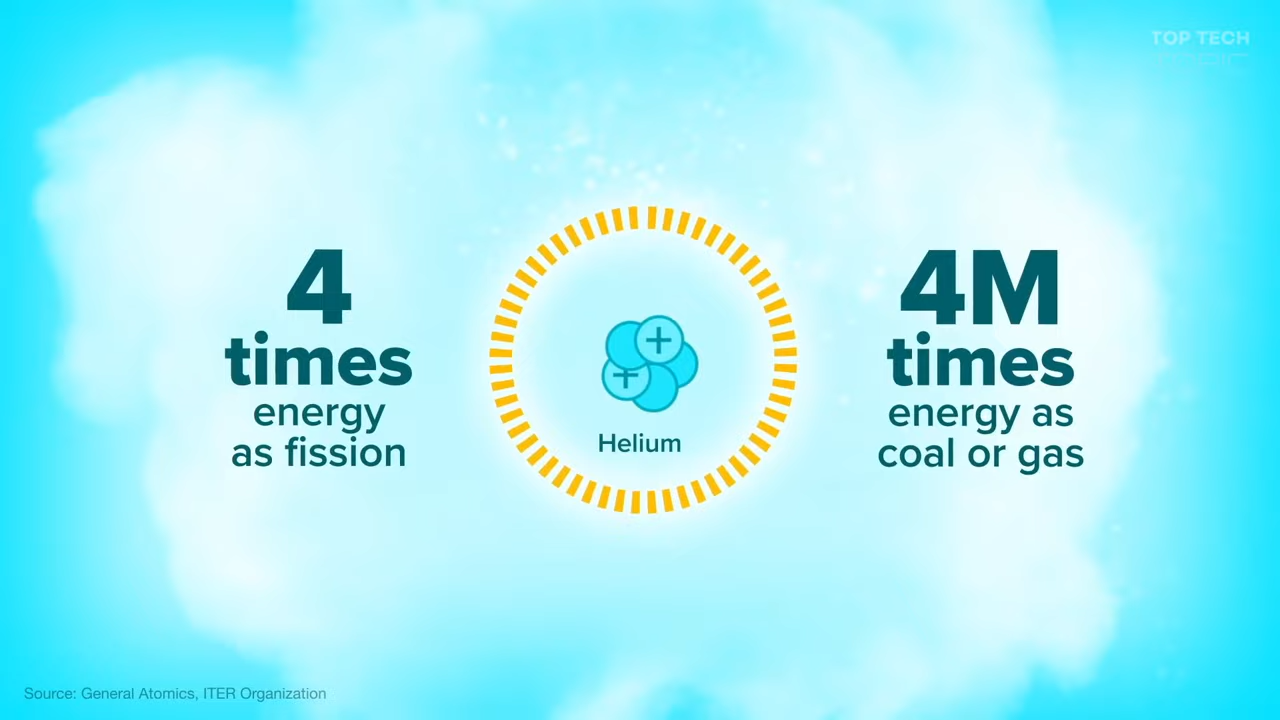 TOP TECH
4
times
energy
as fission
+
+
Helium
4M
times
energy as
coal or gas
Source: General Atomics, ITER Organization